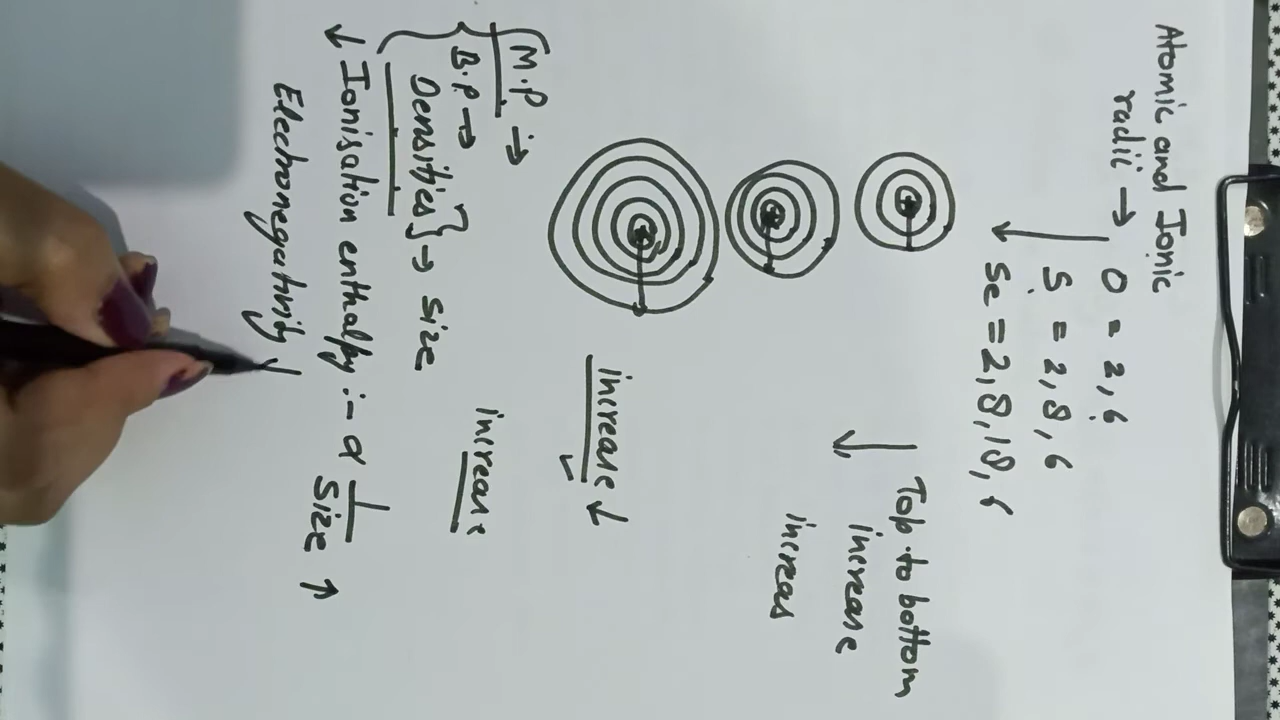 Atomic and Ionic
radii → O = 2, 6
S = 2, 8, 6
Se = 2, 8, 18, 6
Top to bottom
increase
increas
increase ↓
increase
M.P →
B.P →
Densities} → size
↓ Ionisation enthalpy :- α 1/size ↑
Electronegativity ↓